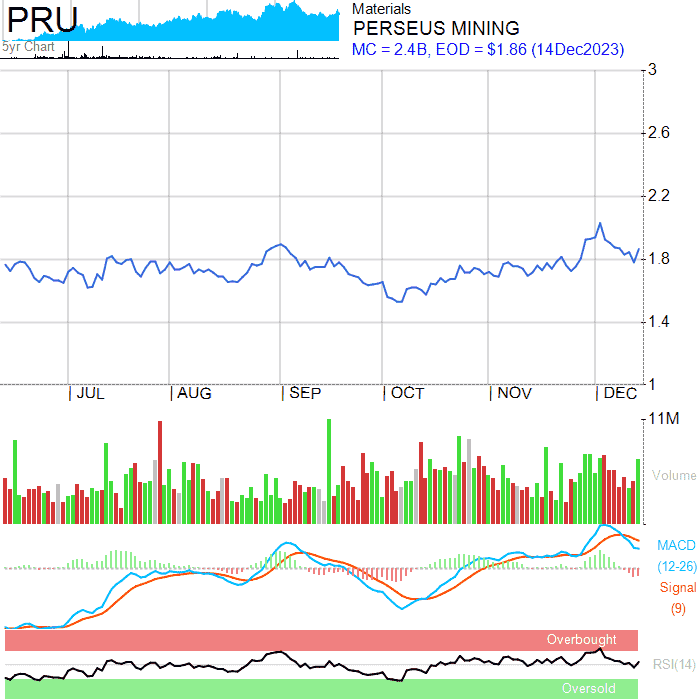 PRU
5yr Chart
Materials
PERSEUS MINING
MC = 2.4B, EOD = $1.86 (14Dec2023)
3
2.6
2.2
1.8
1.4
1
JUL AUG SEP OCT NOV DEC
11M
Volume
MACD
(12-26)
Signal
(9)
Overbought
RSI(14)
Oversold